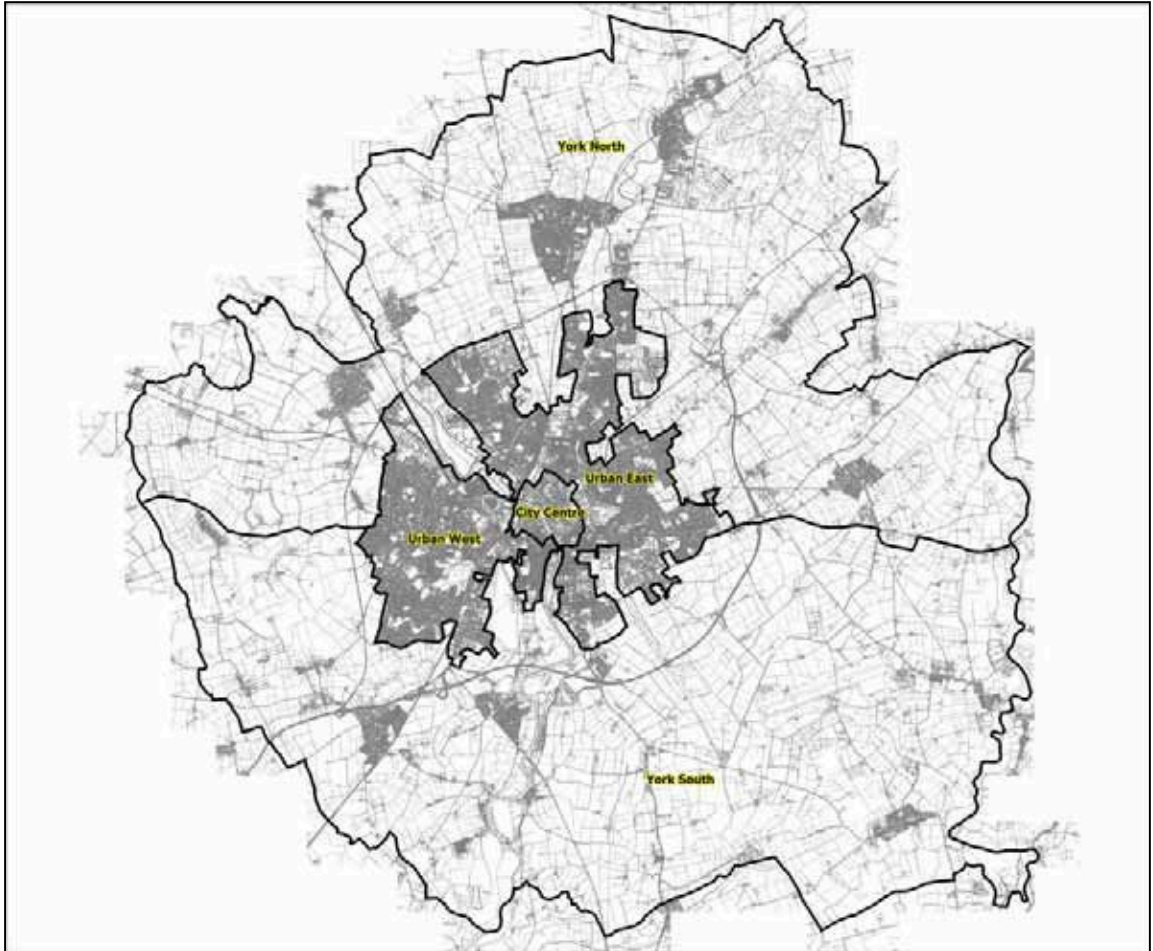 York North
Urban East
City Centre
Urban West
York South